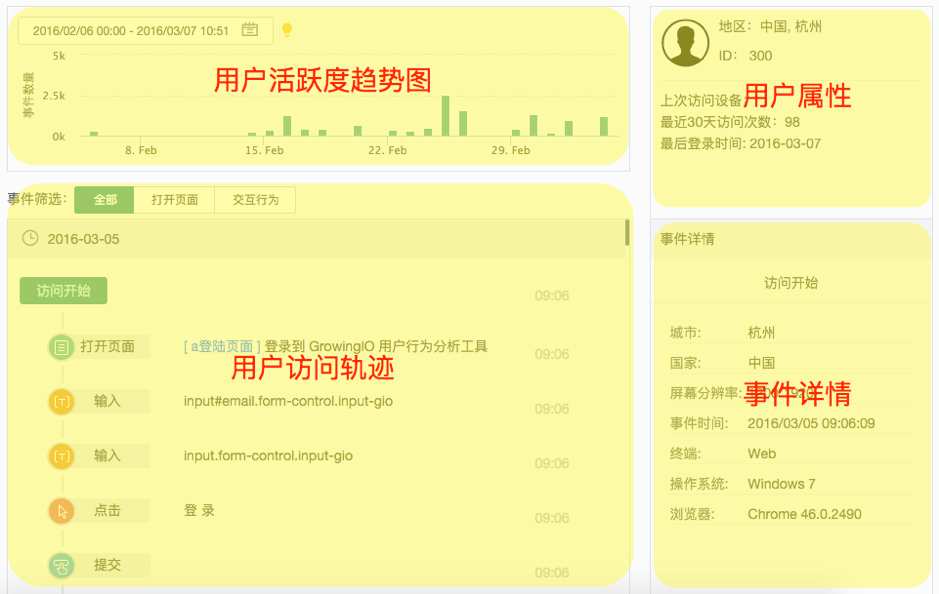 2016/02/06 00:00 - 2016/03/07 10:51
5k
2.5k
0k
事件数量
用户活跃度趋势图
8. Feb
15. Feb
22. Feb
29. Feb
地区: 中国, 杭州
ID: 300
用户属性
上次访问设备
最近30天访问次数: 98
最后登录时间: 2016-03-07
事件筛选: 全部 打开页面 交互行为
2016-03-05
访问开始
09:06
打开页面 [ a登陆页面 ] 登录到 GrowingIO 用户行为分析工具
09:06
用户访问轨迹
输入 input#email.form-control.input-gio
09:06
输入 input.form-control.input-gio
09:06
点击 登 录
09:06
提交
09:06
事件详情
访问开始
城市: 杭州
国家: 中国
屏幕分辨率:
事件详情
事件时间: 2016/03/05 09:06:09
终端: Web
操作系统: Windows 7
浏览器: Chrome 46.0.2490